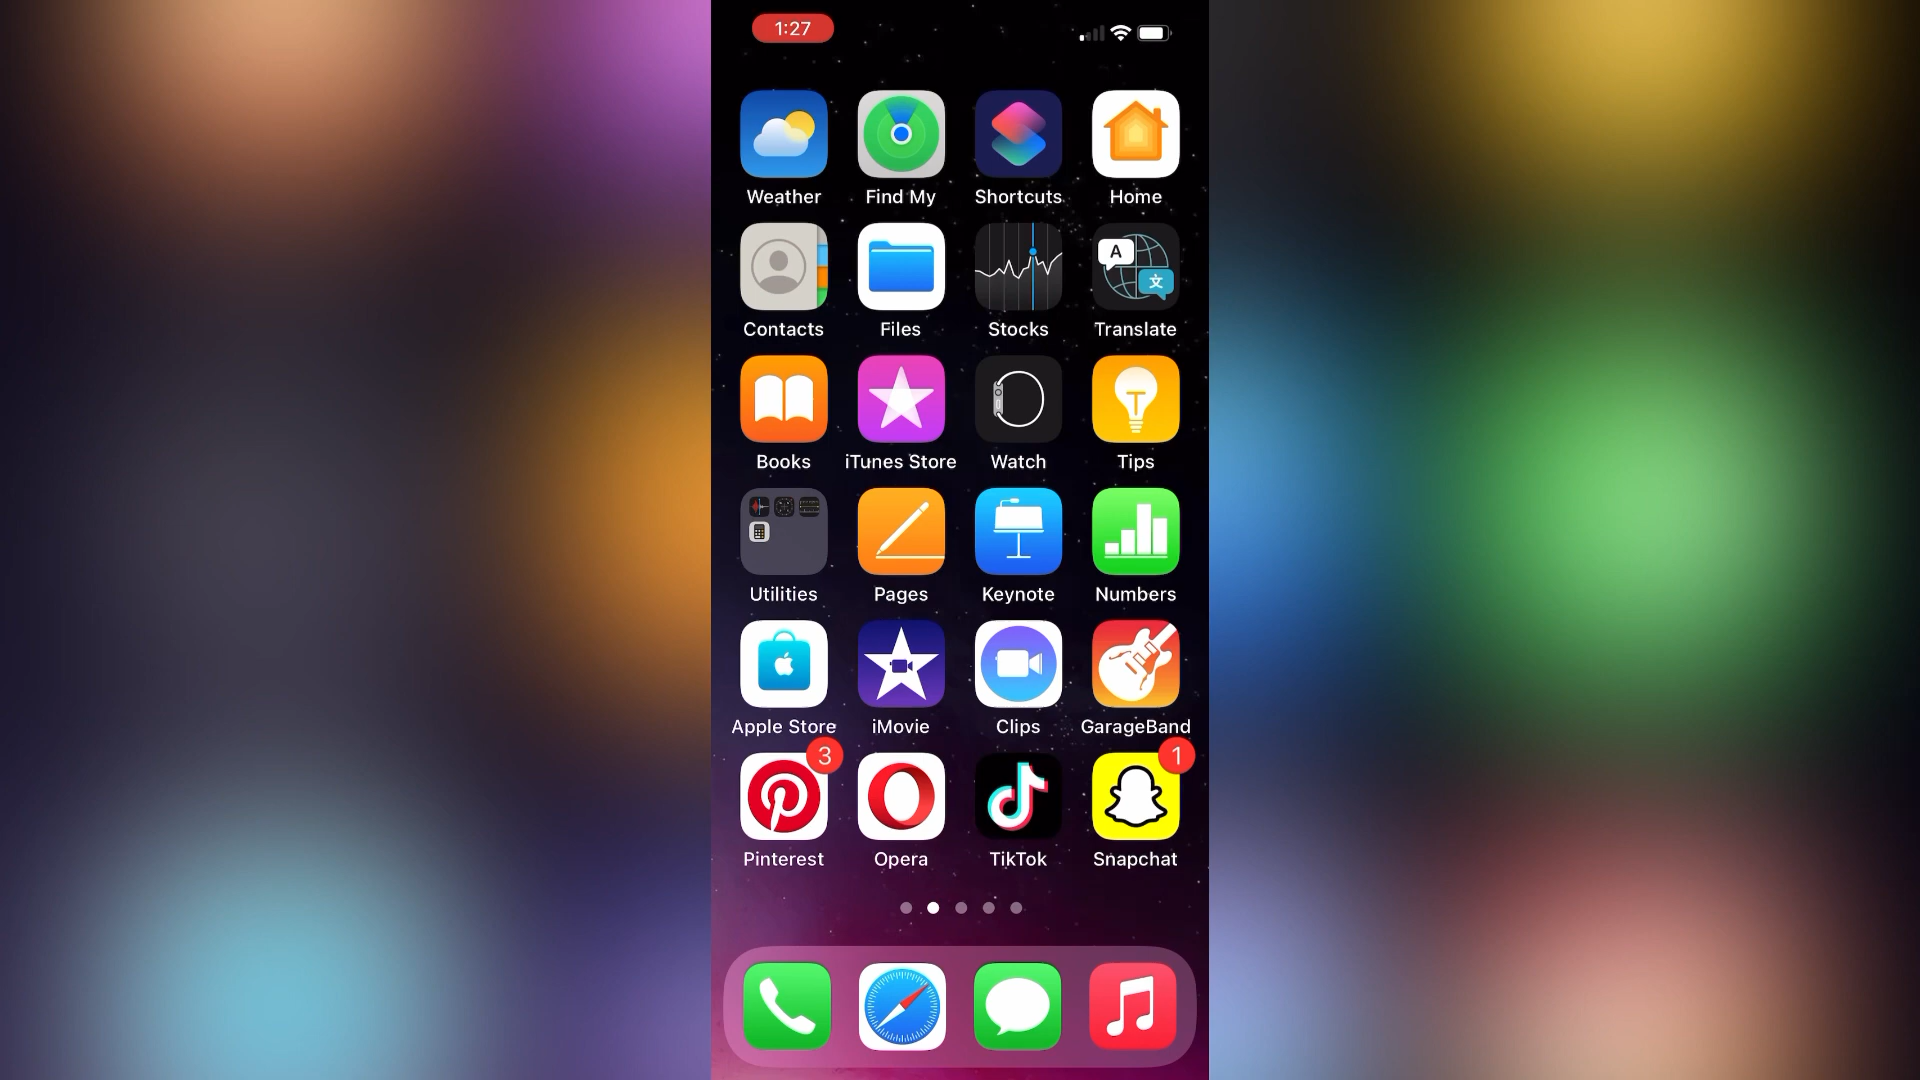 1:27
Weather Find My Shortcuts Home
A
文
Contacts Files Stocks Translate
Books iTunes Store Watch Tips
Utilities Pages Keynote Numbers
Apple Store iMovie Clips GarageBand
3 1
Pinterest Opera TikTok Snapchat